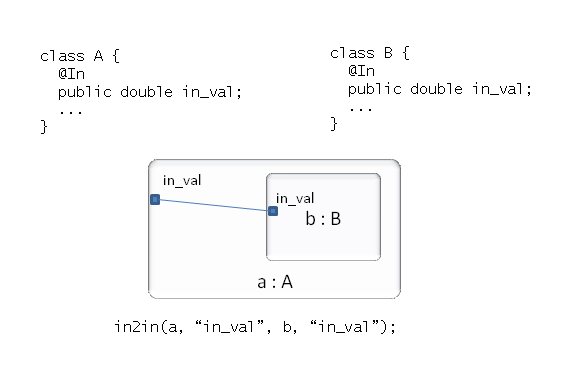 class A {
@In
public double in_val;
...
}
class B {
@In
public double in_val;
...
}
in_val
in_val
b : B
a : A
in2in(a, “in_val”, b, “in_val”);